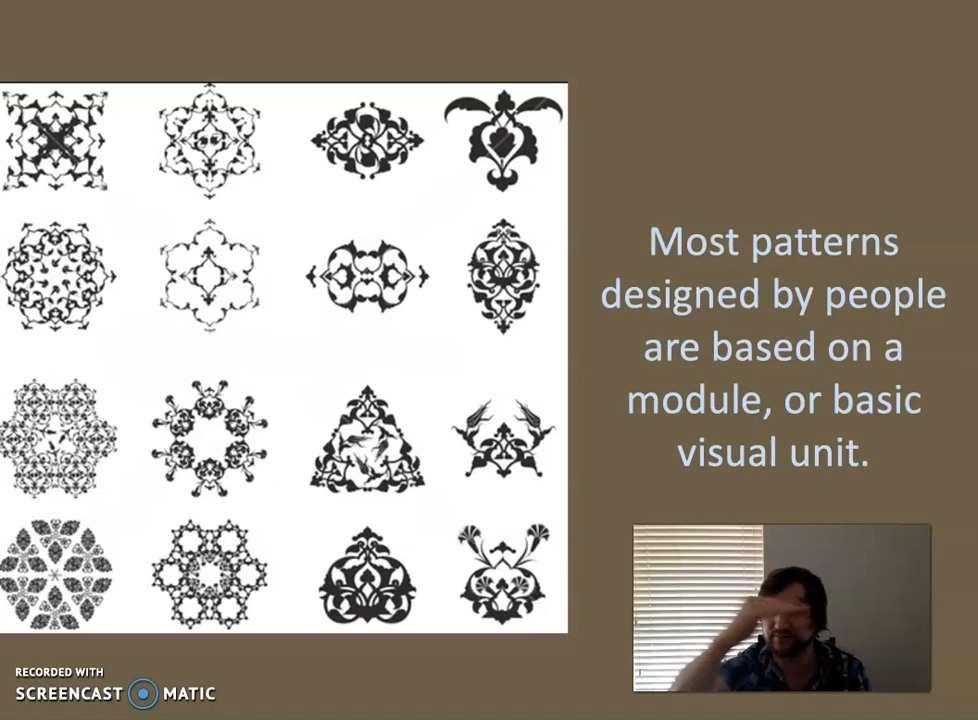 Most patterns
designed by people
are based on a
module, or basic
visual unit.
RECORDED WITH
SCREENCAST MATIC